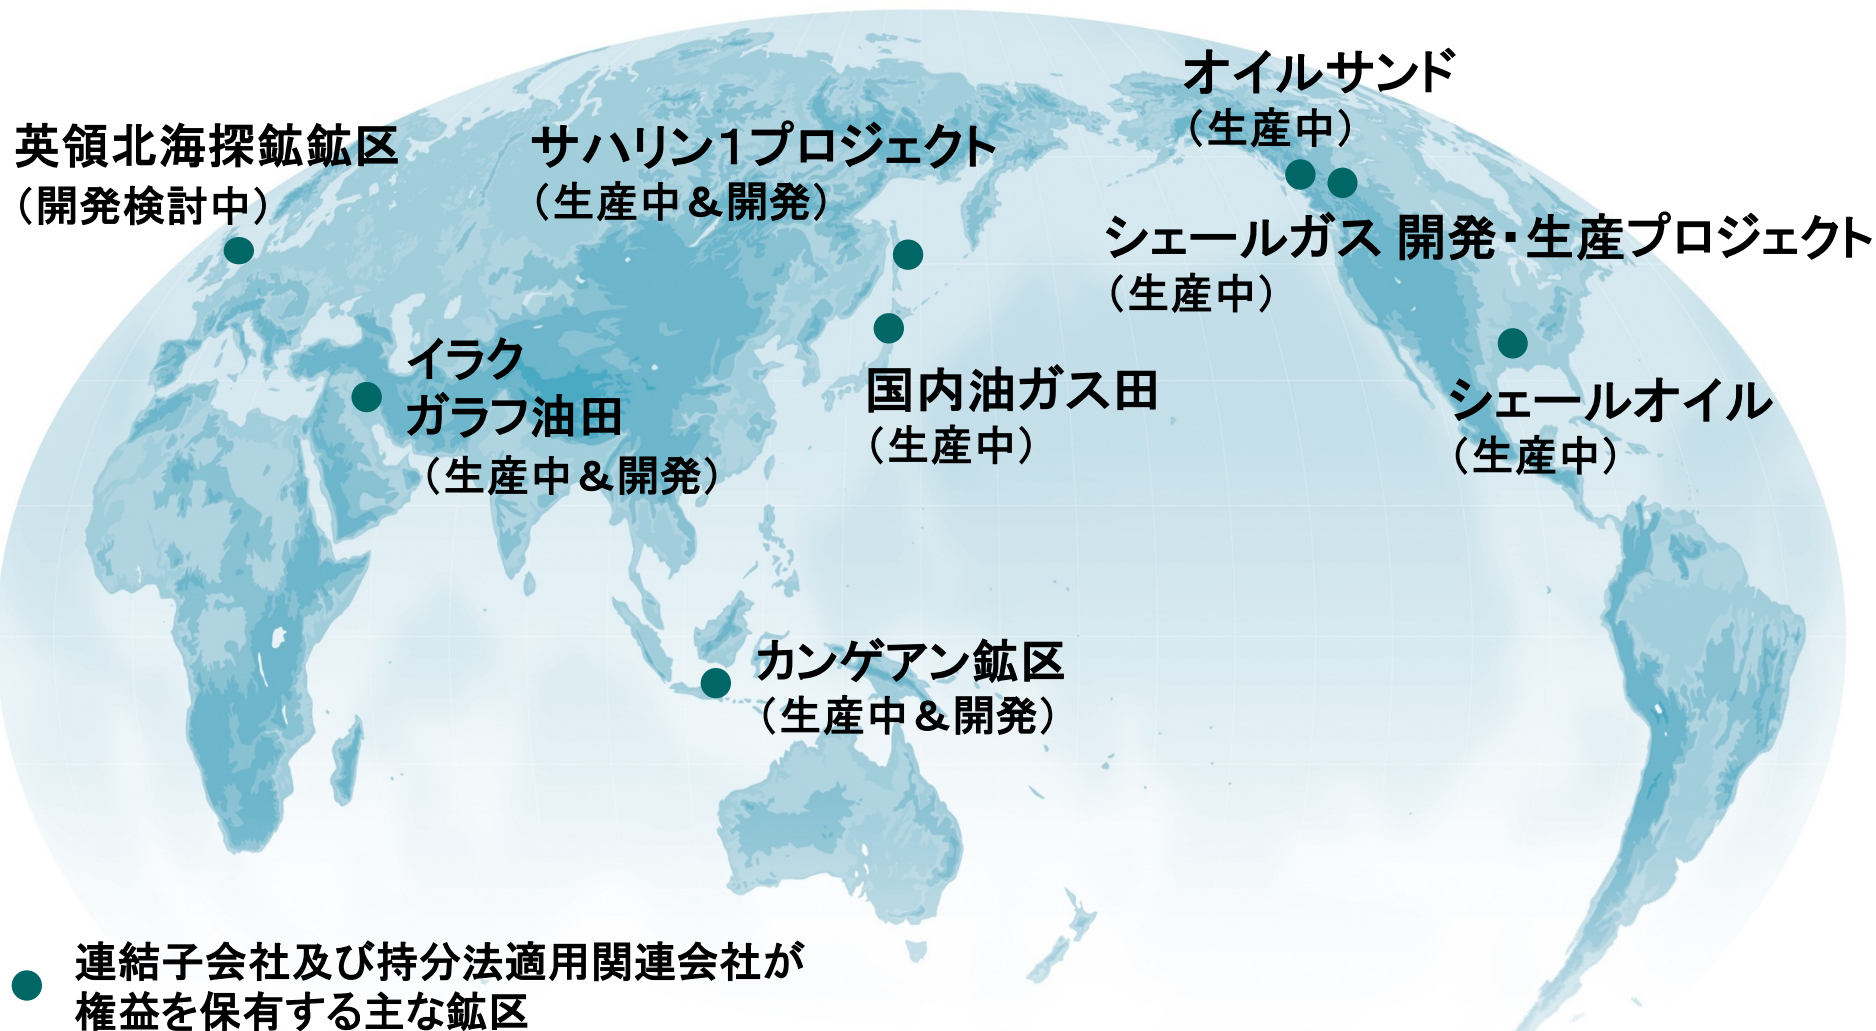 オイルサンド
（生産中）
英領北海探鉱鉱区
（開発検討中）
サハリン1プロジェクト
（生産中＆開発）
シェールガス 開発・生産プロジェクト
（生産中）
イラク
ガラフ油田
（生産中＆開発）
国内油ガス田
（生産中）
シェールオイル
（生産中）
カンゲアン鉱区
（生産中＆開発）
連結子会社及び持分法適用関連会社が
権益を保有する主な鉱区